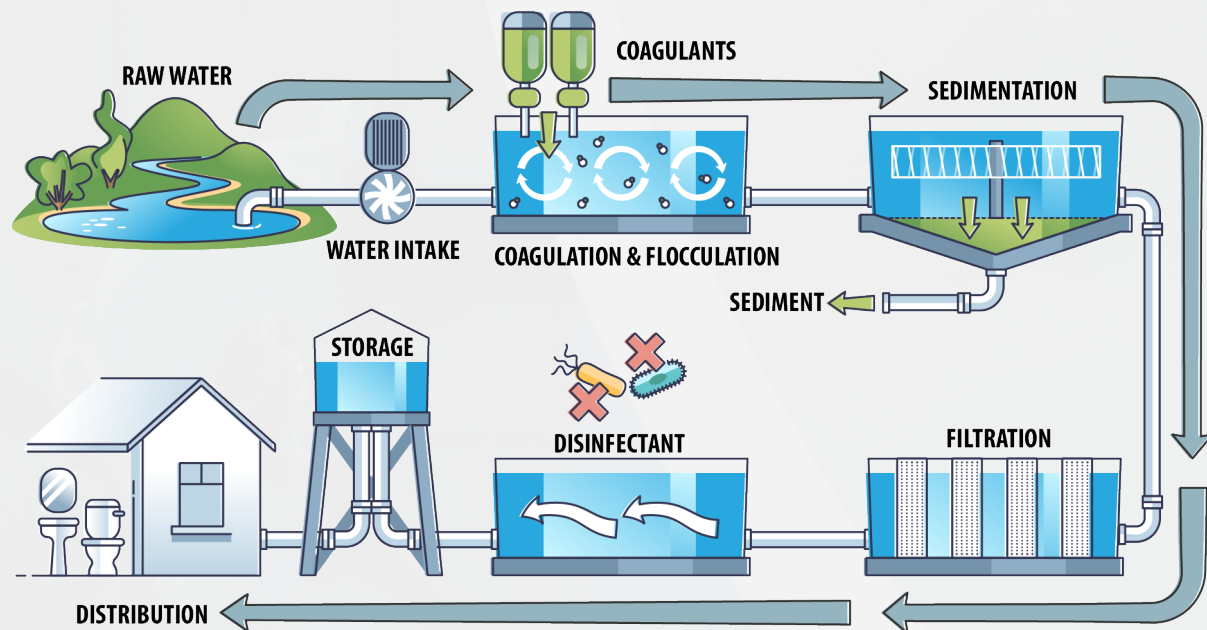 RAW WATER
COAGULANTS
SEDIMENTATION
WATER INTAKE
COAGULATION & FLOCCULATION
SEDIMENT
STORAGE
DISINFECTANT
FILTRATION
DISTRIBUTION